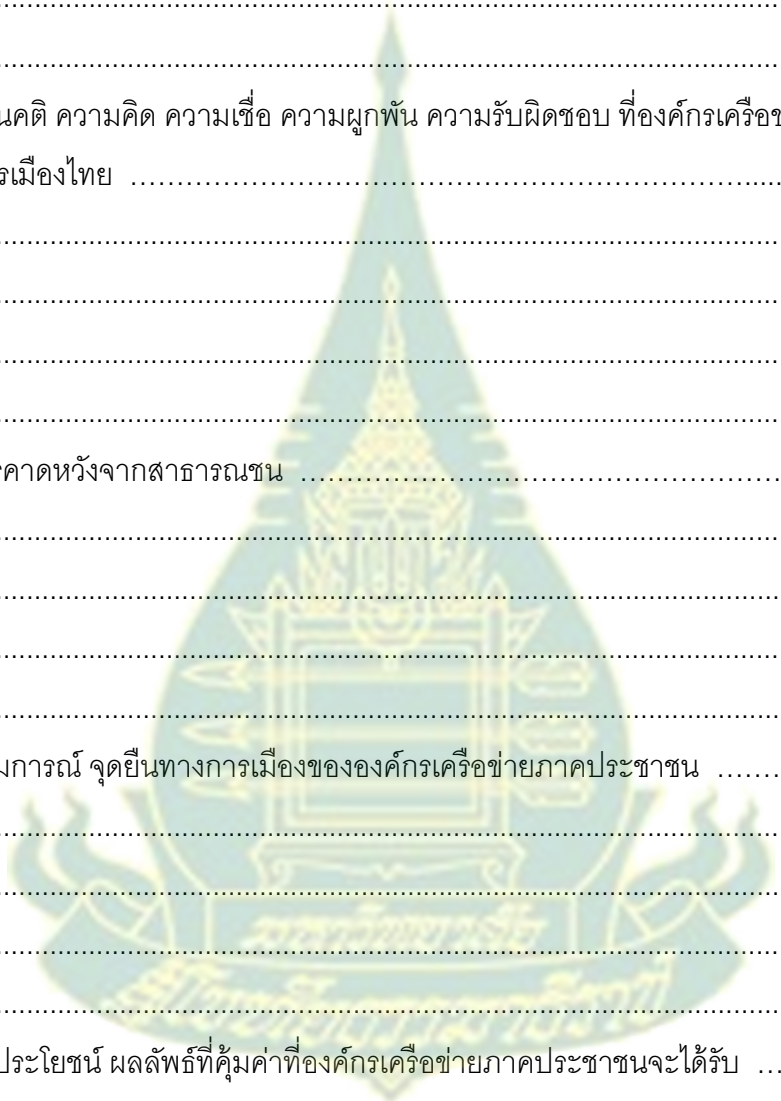 นคติ ความคิด ความเชื่อ ความผูกพัน ความรับผิดชอบ ที่องค์กรเครือข
รเมืองไทย ........................................................................
รคาดหวังจากสาธารณชน ............................................................
มการณ์ จุดยืนทางการเมืองขององค์กรเครือข่ายภาคประชาชน .......
ประโยชน์ ผลลัพธ์ที่คุ้มค่าที่องค์กรเครือข่ายภาคประชาชนจะได้รับ ...